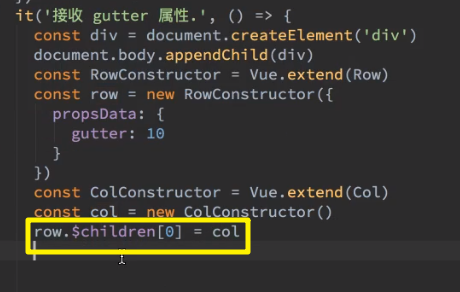 })
it('接收 gutter 属性.', () => {
const div = document.createElement('div')
document.body.appendChild(div)
const RowConstructor = Vue.extend(Row)
const row = new RowConstructor({
propsData: {
gutter: 10
}
})
const ColConstructor = Vue.extend(Col)
const col = new ColConstructor()
row.$children[0] = col